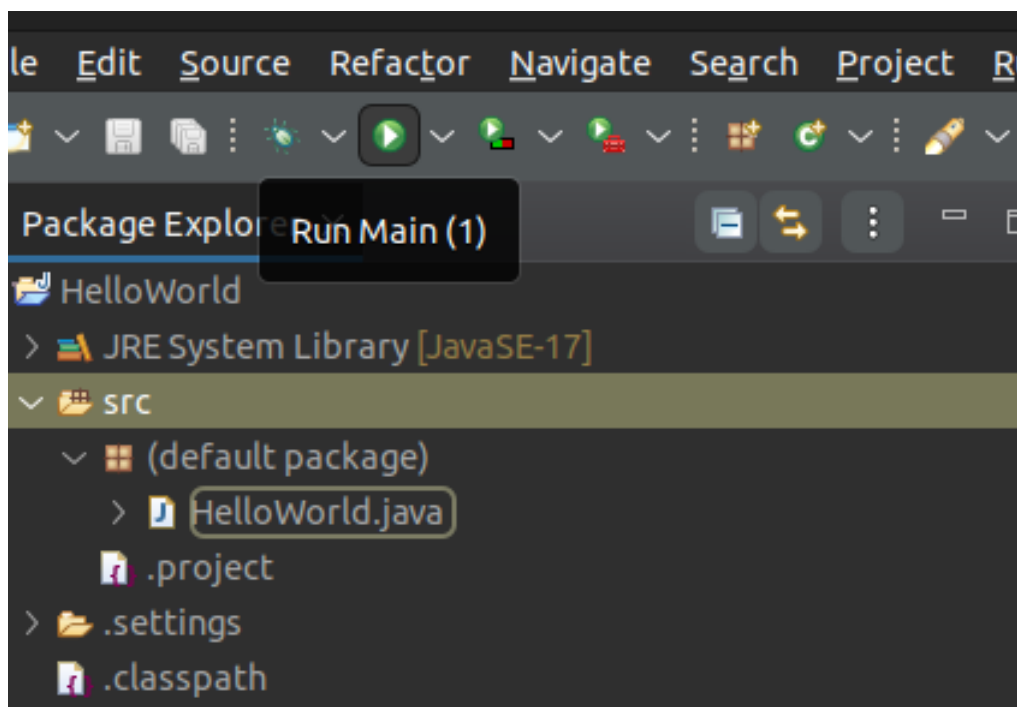 le Edit Source Refactor Navigate Search Project R
Package Explorer
Run Main (1)
HelloWorld
JRE System Library [JavaSE-17]
src
(default package)
HelloWorld.java
.project
.settings
.classpath